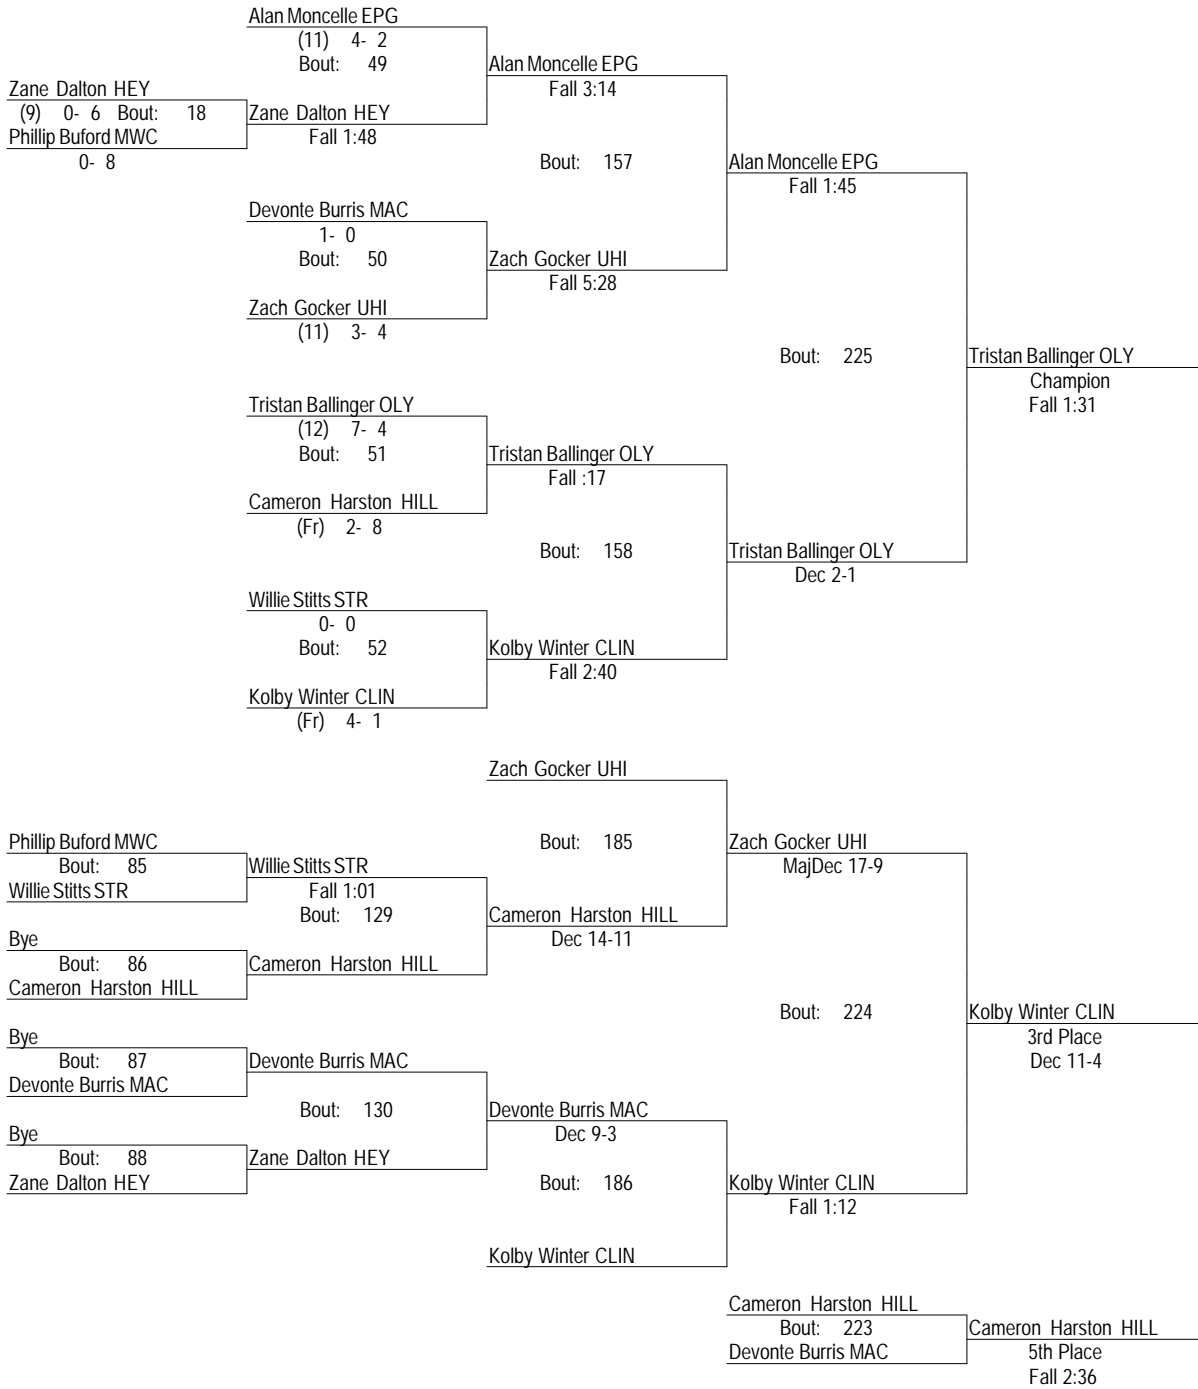 Alan Moncelle EPG
(11) 4- 2
Bout: 49
Alan Moncelle EPG
Fall 3:14
Zane Dalton HEY
(9) 0- 6 Bout: 18
Phillip Buford MWC
0- 8
Zane Dalton HEY
Fall 1:48
Bout: 157
Alan Moncelle EPG
Fall 1:45
Devonte Burris MAC
1- 0
Bout: 50
Zach Gocker UHI
Fall 5:28
Zach Gocker UHI
(11) 3- 4
Bout: 225
Tristan Ballinger OLY
Champion
Fall 1:31
Tristan Ballinger OLY
(12) 7- 4
Bout: 51
Tristan Ballinger OLY
Fall :17
Cameron Harston HILL
(Fr) 2- 8
Bout: 158
Tristan Ballinger OLY
Dec 2-1
Willie Stitts STR
0- 0
Bout: 52
Kolby Winter CLIN
Fall 2:40
Kolby Winter CLIN
(Fr) 4- 1
Zach Gocker UHI
Phillip Buford MWC
Bout: 85
Willie Stitts STR
Willie Stitts STR
Fall 1:01
Bout: 185
Zach Gocker UHI
MajDec 17-9
Bout: 129
Cameron Harston HILL
Dec 14-11
Bye
Bout: 86
Cameron Harston HILL
Cameron Harston HILL
Bout: 224
Kolby Winter CLIN
3rd Place
Dec 11-4
Bye
Bout: 87
Devonte Burris MAC
Devonte Burris MAC
Bout: 130
Devonte Burris MAC
Dec 9-3
Bye
Bout: 88
Zane Dalton HEY
Zane Dalton HEY
Bout: 186
Kolby Winter CLIN
Fall 1:12
Kolby Winter CLIN
Cameron Harston HILL
Bout: 223
Devonte Burris MAC
Cameron Harston HILL
5th Place
Fall 2:36